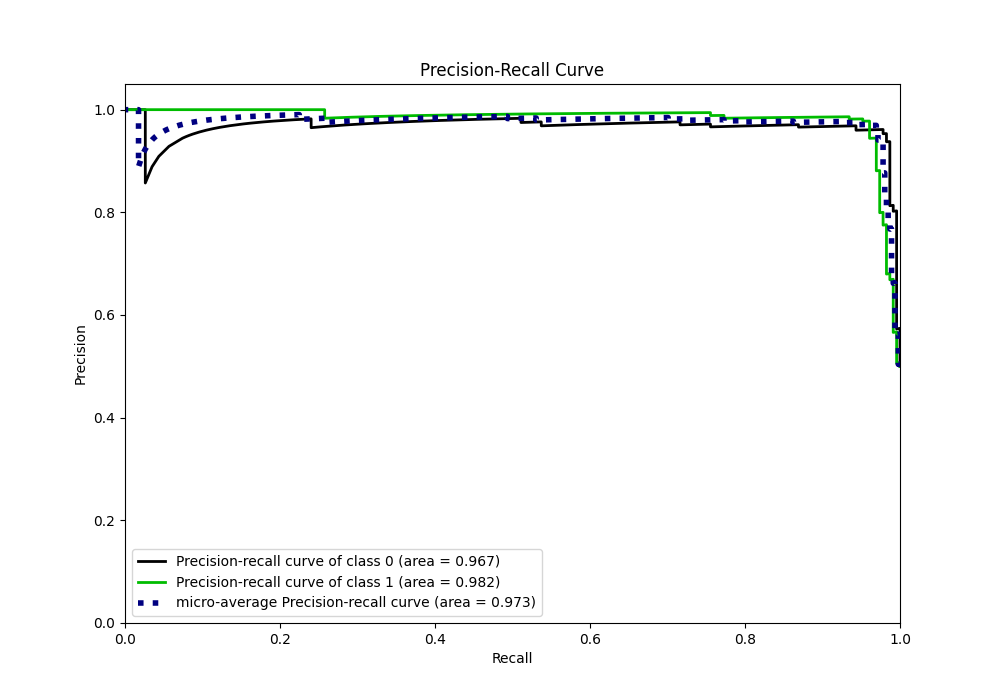 Precision-Recall Curve
1.0
0.8
0.6
0.4
0.2
0.0
Precision
Precision-recall curve of class 0 (area = 0.967)
Precision-recall curve of class 1 (area = 0.982)
micro-average Precision-recall curve (area = 0.973)
0.0 0.2 0.4 0.6 0.8 1.0
Recall